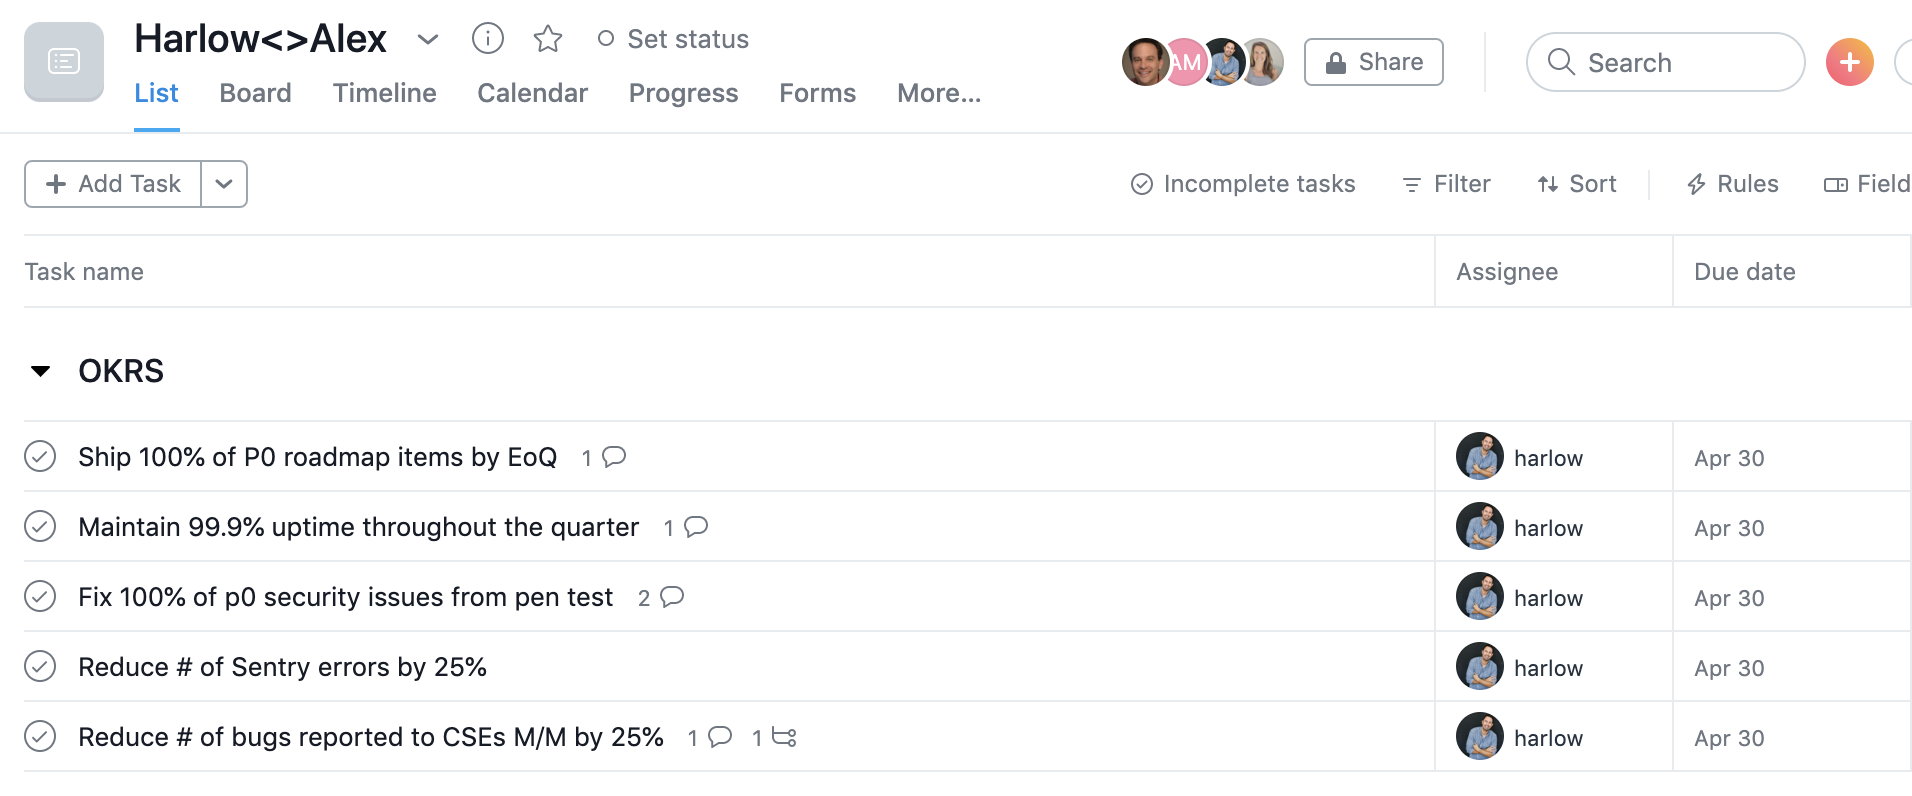 Harlow<>Alex
Set status
List Board Timeline Calendar Progress Forms More...
AM
Share
Search
Add Task
Incomplete tasks Filter Sort Rules Field
Task name Assignee Due date
OKRS
Ship 100% of P0 roadmap items by EoQ 1 harlow Apr 30
Maintain 99.9% uptime throughout the quarter 1 harlow Apr 30
Fix 100% of p0 security issues from pen test 2 harlow Apr 30
Reduce # of Sentry errors by 25% harlow Apr 30
Reduce # of bugs reported to CSEs M/M by 25% 1 1 harlow Apr 30